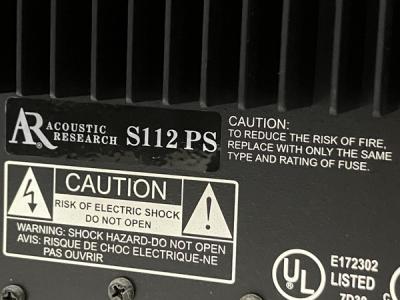 AR ACOUSTIC RESEARCH S112 PS
CAUTION:
TO REDUCE THE RISK OF FIRE,
REPLACE WITH ONLY THE SAME
TYPE AND RATING OF FUSE.
CAUTION
RISK OF ELECTRIC SHOCK
DO NOT OPEN
WARNING: SHOCK HAZARD-DO NOT OPEN
AVIS: RISQUE DE CHOC ELECTRIQUE-NE
PAS OUVRIR
UL
E172302
LISTED